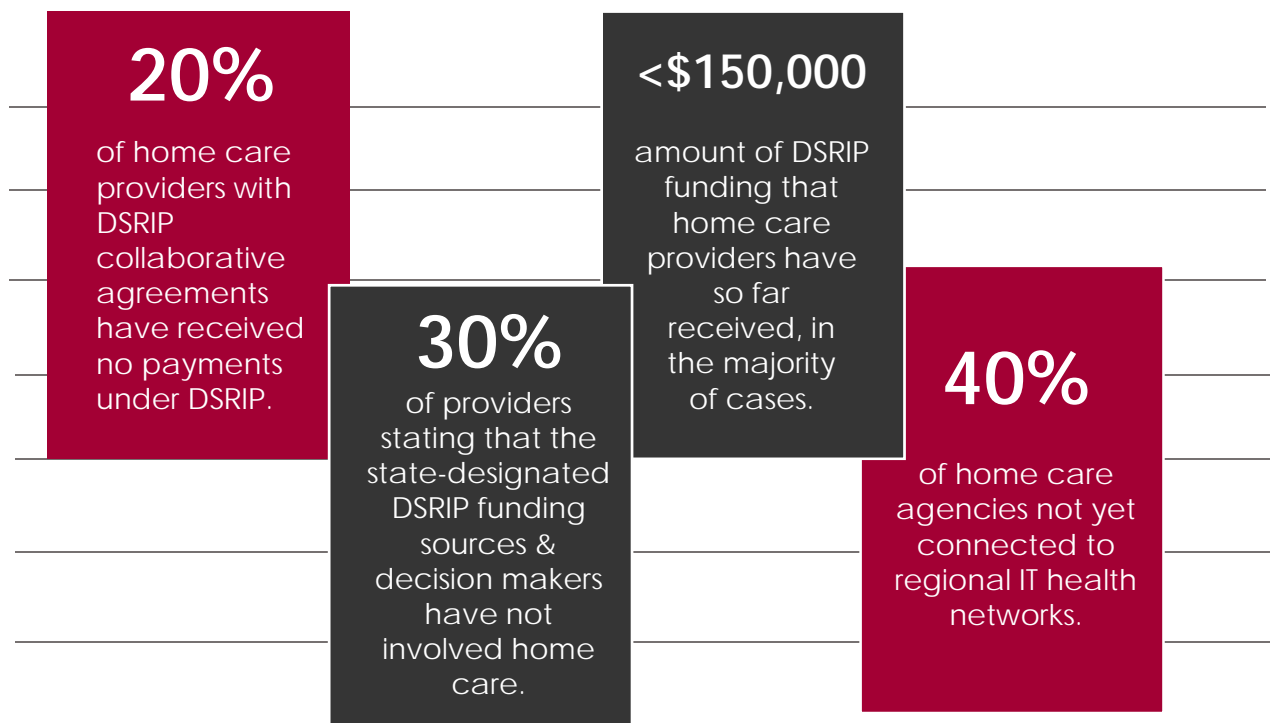 20%
of home care
providers with
DSRIP
collaborative
agreements
have received
no payments
under DSRIP.
30%
of providers
stating that the
state-designated
DSRIP funding
sources &
decision makers
have not
involved home
care.
<$150,000
amount of DSRIP
funding that
home care
providers have
so far
received, in
the majority
of cases.
40%
of home care
agencies not yet
connected to
regional IT health
networks.